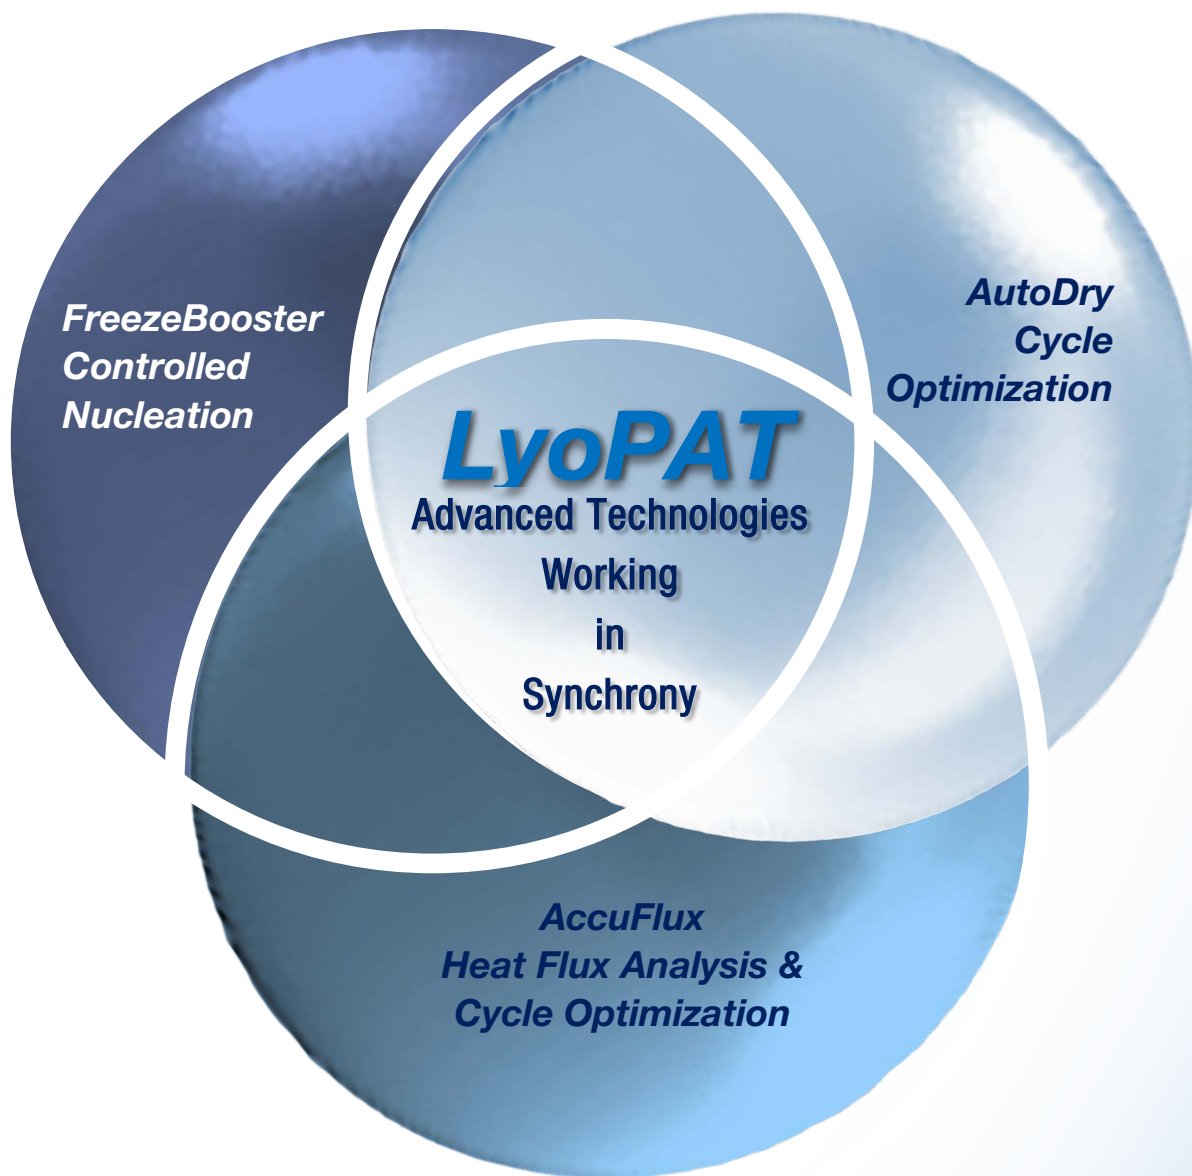 FreezeBooster
Controlled
Nucleation
AutoDry
Cycle
Optimization
LyoPAT
Advanced Technologies
Working
in
Synchrony
AccuFlux
Heat Flux Analysis &
Cycle Optimization